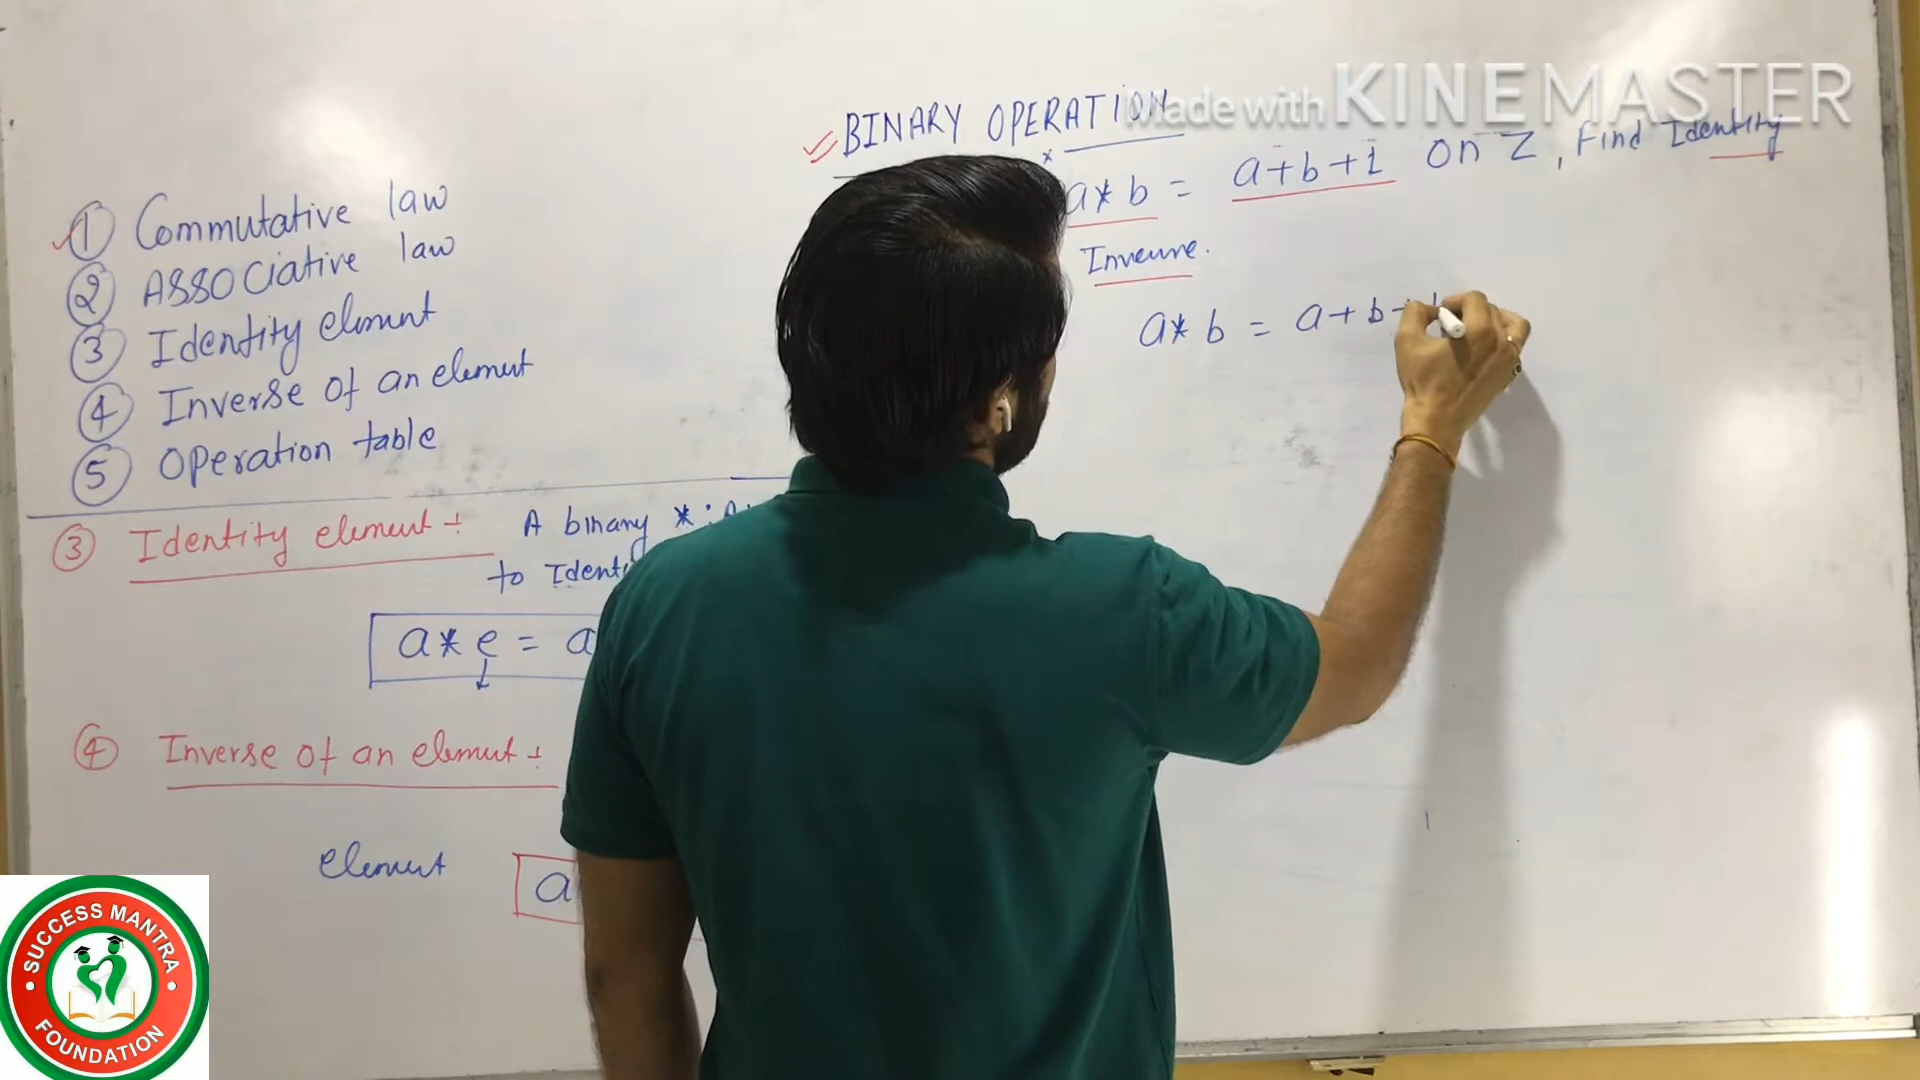 Made with KINEMASTER
BINARY OPERATION
a * b = a+b+1 on Z, Find Identity
Inverse.
a * b = a+b+1
① Commutative law
② Associative law
③ Identity element
④ Inverse of an element
⑤ Operation table
③ Identity element ÷ A binary * :
to
a * e = a
④ Inverse of an element ÷
element
a
SUCCESS MANTRA
FOUNDATION